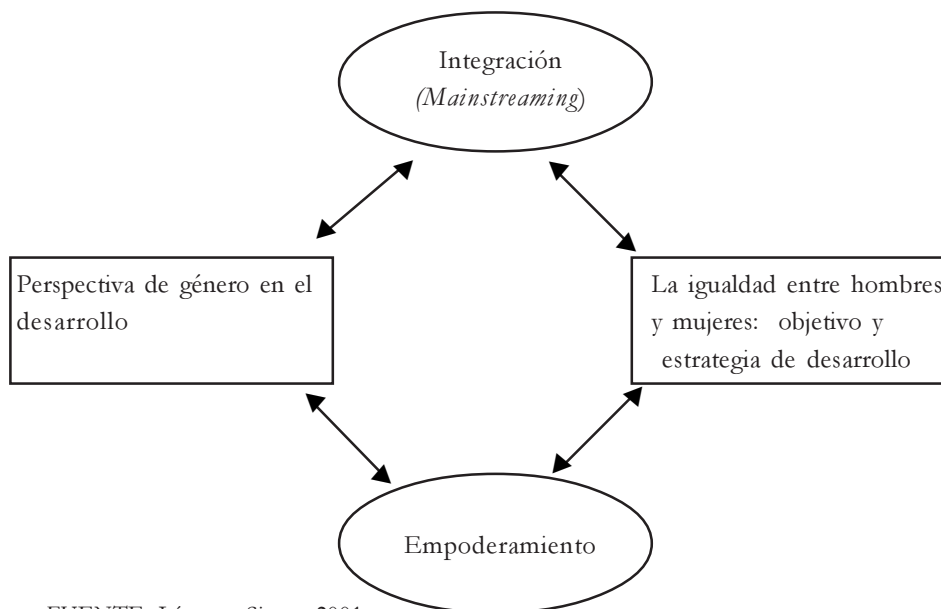 Integración
(Mainstreaming)
Perspectiva de género en el
desarrollo
La igualdad entre hombres
y mujeres: objetivo y
estrategia de desarrollo
Empoderamiento